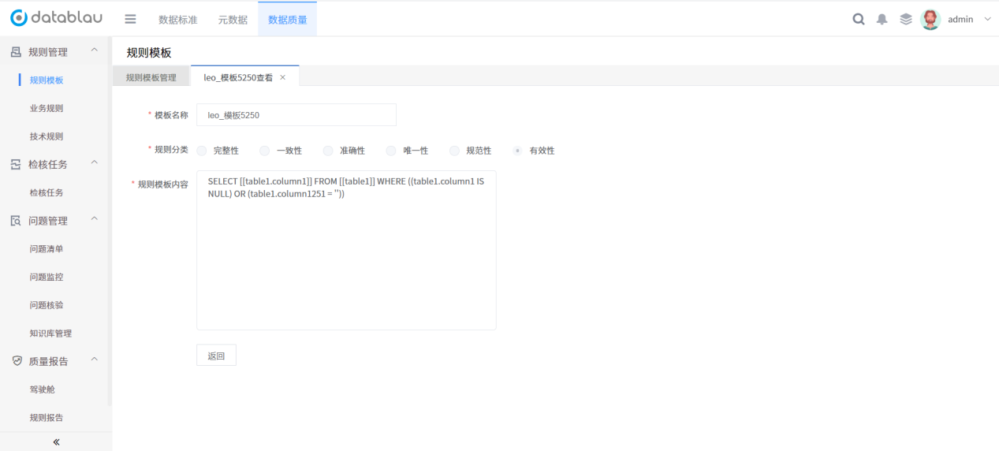 datablau
数据标准
元数据
数据质量
admin
规则管理
规则模板
业务规则
技术规则
检核任务
检核任务
问题管理
问题清单
问题监控
问题核验
知识库管理
质量报告
驾驶舱
规则报告
规则模板
规则模板管理
leo_模板5250查看
* 模板名称
leo_模板5250
* 规则分类
完整性
一致性
准确性
唯一性
规范性
有效性
* 规则模板内容
SELECT [[table1.column1]] FROM [[table1]] WHERE ((table1.column1 IS
NULL) OR (table1.column1251 = ''))
返回